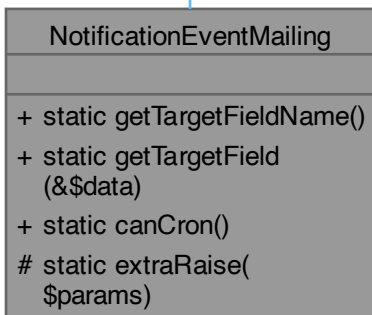 NotificationEventMailing
+ static getTargetFieldName()
+ static getTargetField
(&$data)
+ static canCron()
# static extraRaise(
$params)